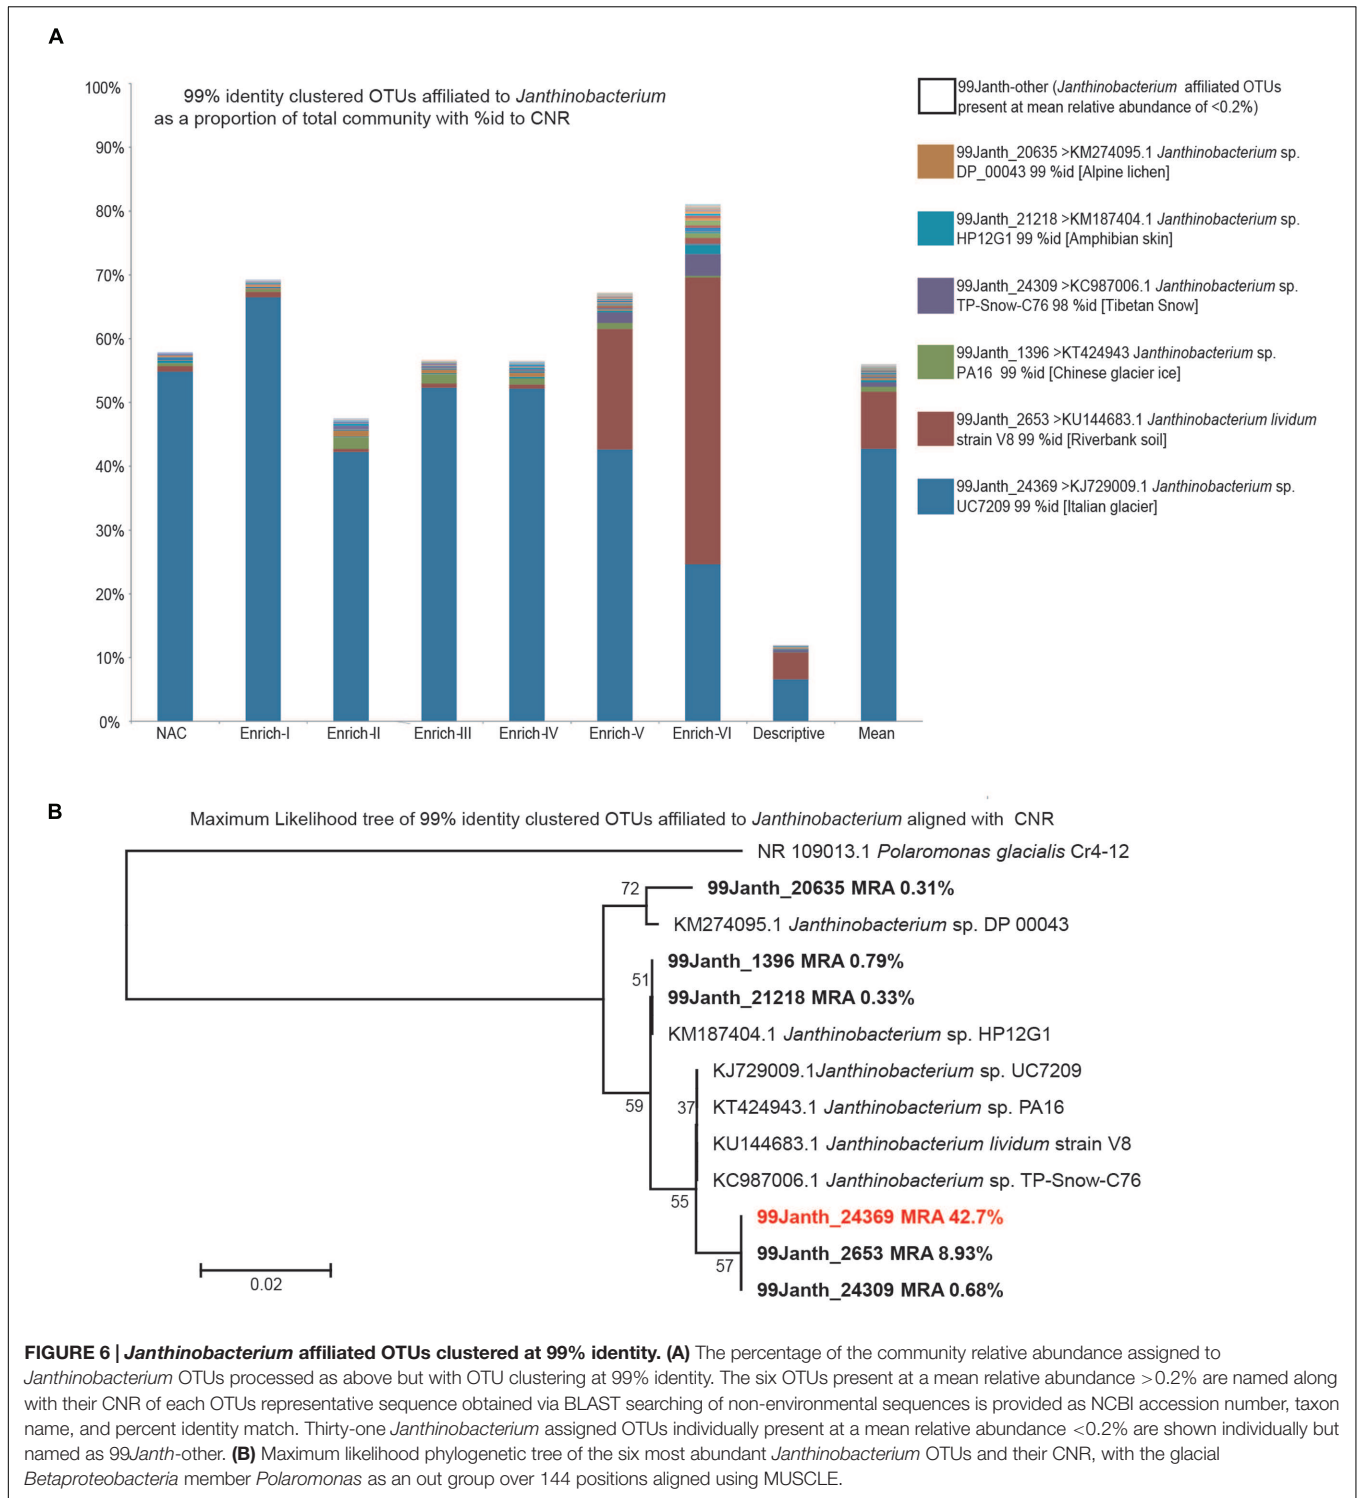 A
99% identity clustered OTUs affiliated to Janthinobacterium
as a proportion of total community with %id to CNR
100%
90%
80%
70%
60%
50%
40%
30%
20%
10%
0%
NAC Enrich-I Enrich-II Enrich-III Enrich-IV Enrich-V Enrich-VI Descriptive Mean
99Janth-other (Janthinobacterium affiliated OTUs
present at mean relative abundance of <0.2%)
99Janth_20635 >KM274095.1 Janthinobacterium sp.
DP_00043 99 %id [Alpine lichen]
99Janth_21218 >KM187404.1 Janthinobacterium sp.
HP12G1 99 %id [Amphibian skin]
99Janth_24309 >KC987006.1 Janthinobacterium sp.
TP-Snow-C76 98 %id [Tibetan Snow]
99Janth_1396 >KT424943 Janthinobacterium sp.
PA16 99 %id [Chinese glacier ice]
99Janth_2653 >KU144683.1 Janthinobacterium lividum
strain V8 99 %id [Riverbank soil]
99Janth_24369 >KJ729009.1 Janthinobacterium sp.
UC7209 99 %id [Italian glacier]
B
Maximum Likelihood tree of 99% identity clustered OTUs affiliated to Janthinobacterium aligned with CNR
NR 109013.1 Polaromonas glacialis Cr4-12
72
99Janth_20635 MRA 0.31%
KM274095.1 Janthinobacterium sp. DP 00043
99Janth_1396 MRA 0.79%
51
99Janth_21218 MRA 0.33%
KM187404.1 Janthinobacterium sp. HP12G1
KJ729009.1Janthinobacterium sp. UC7209
59
37
KT424943.1 Janthinobacterium sp. PA16
KU144683.1 Janthinobacterium lividum strain V8
KC987006.1 Janthinobacterium sp. TP-Snow-C76
55
99Janth_24369 MRA 42.7%
99Janth_2653 MRA 8.93%
57
99Janth_24309 MRA 0.68%
0.02
FIGURE 6 | Janthinobacterium affiliated OTUs clustered at 99% identity. (A) The percentage of the community relative abundance assigned to
Janthinobacterium OTUs processed as above but with OTU clustering at 99% identity. The six OTUs present at a mean relative abundance >0.2% are named along
with their CNR of each OTUs representative sequence obtained via BLAST searching of non-environmental sequences is provided as NCBI accession number, taxon
name, and percent identity match. Thirty-one Janthinobacterium assigned OTUs individually present at a mean relative abundance <0.2% are shown individually but
named as 99Janth-other. (B) Maximum likelihood phylogenetic tree of the six most abundant Janthinobacterium OTUs and their CNR, with the glacial
Betaproteobacteria member Polaromonas as an out group over 144 positions aligned using MUSCLE.